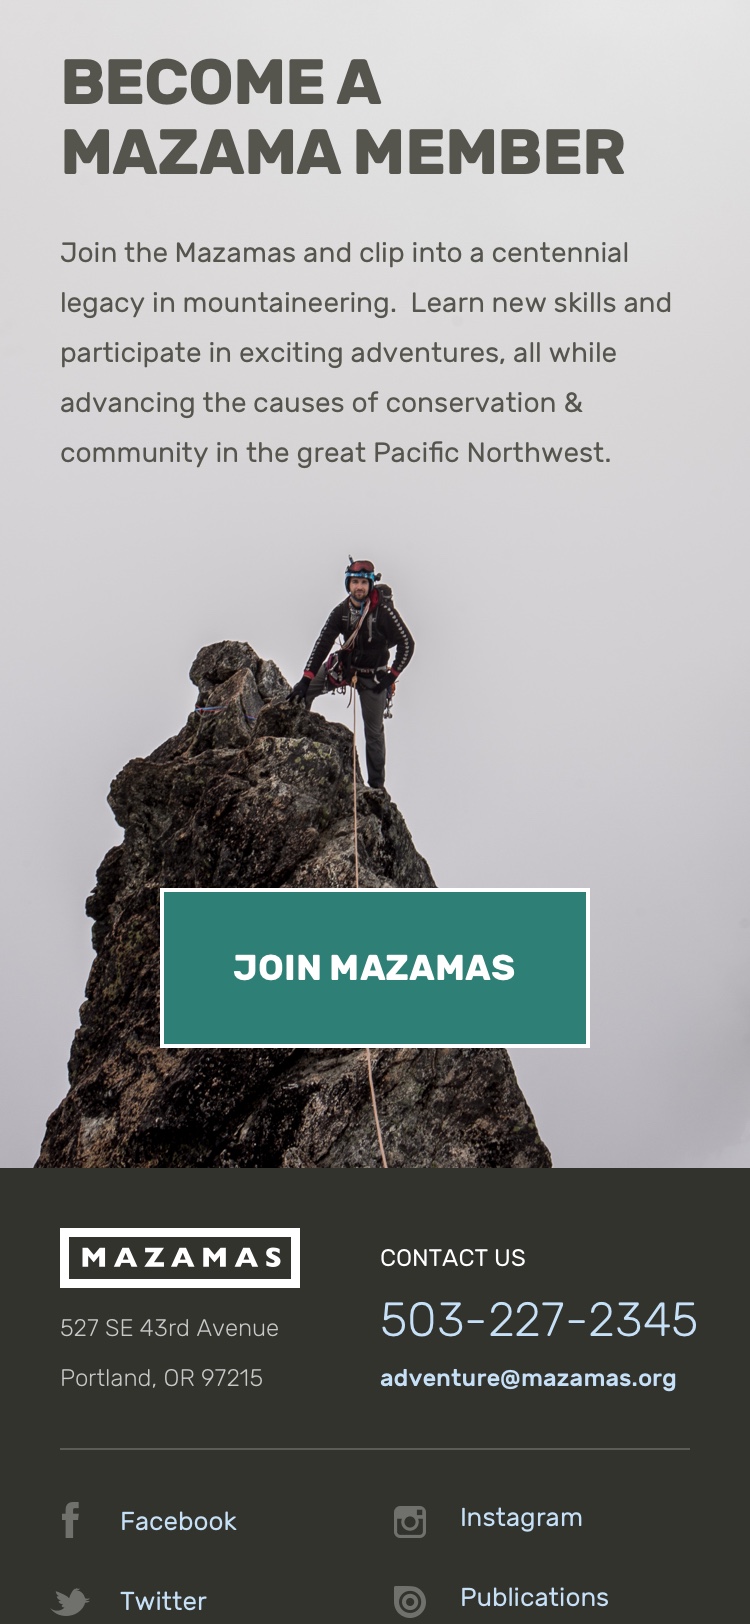 BECOME A
MAZAMA MEMBER
Join the Mazamas and clip into a centennial
legacy in mountaineering.  Learn new skills and
participate in exciting adventures, all while
advancing the causes of conservation &
community in the great Pacific Northwest.
JOIN MAZAMAS
MAZAMAS
527 SE 43rd Avenue
Portland, OR 97215
CONTACT US
503-227-2345
adventure@mazamas.org
Facebook
Instagram
Twitter
Publications